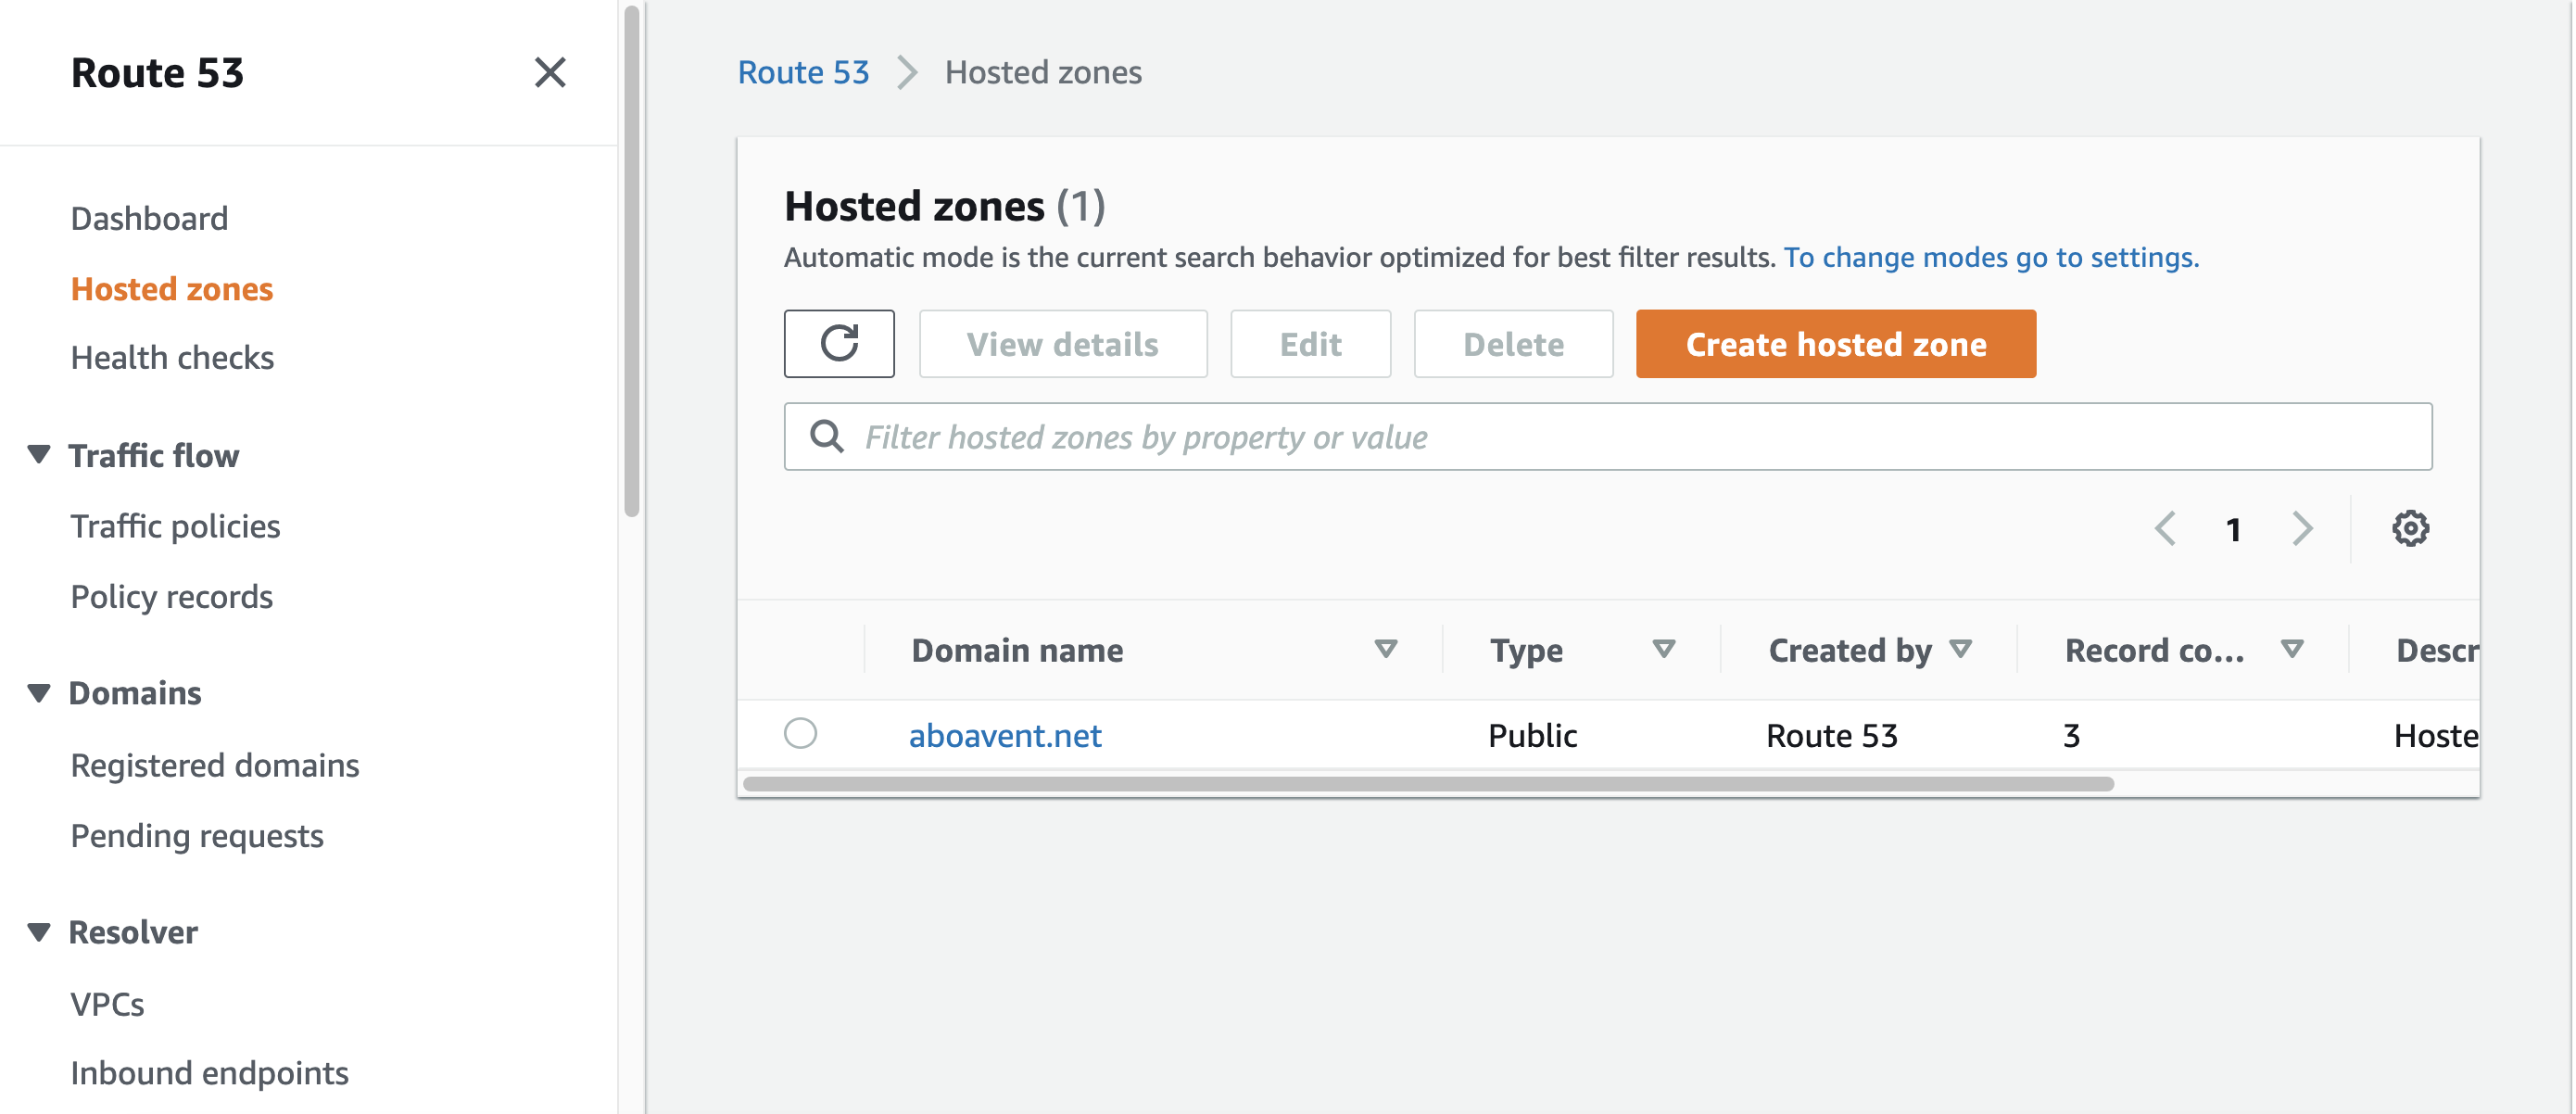 Route 53
Dashboard
Hosted zones
Health checks
Traffic flow
Traffic policies
Policy records
Domains
Registered domains
Pending requests
Resolver
VPCs
Inbound endpoints
Route 53 > Hosted zones
Hosted zones (1)
Automatic mode is the current search behavior optimized for best filter results. To change modes go to settings.
View details Edit Delete Create hosted zone
Filter hosted zones by property or value
1
Domain name Type Created by Record co... Descr
aboavent.net Public Route 53 3 Hoste